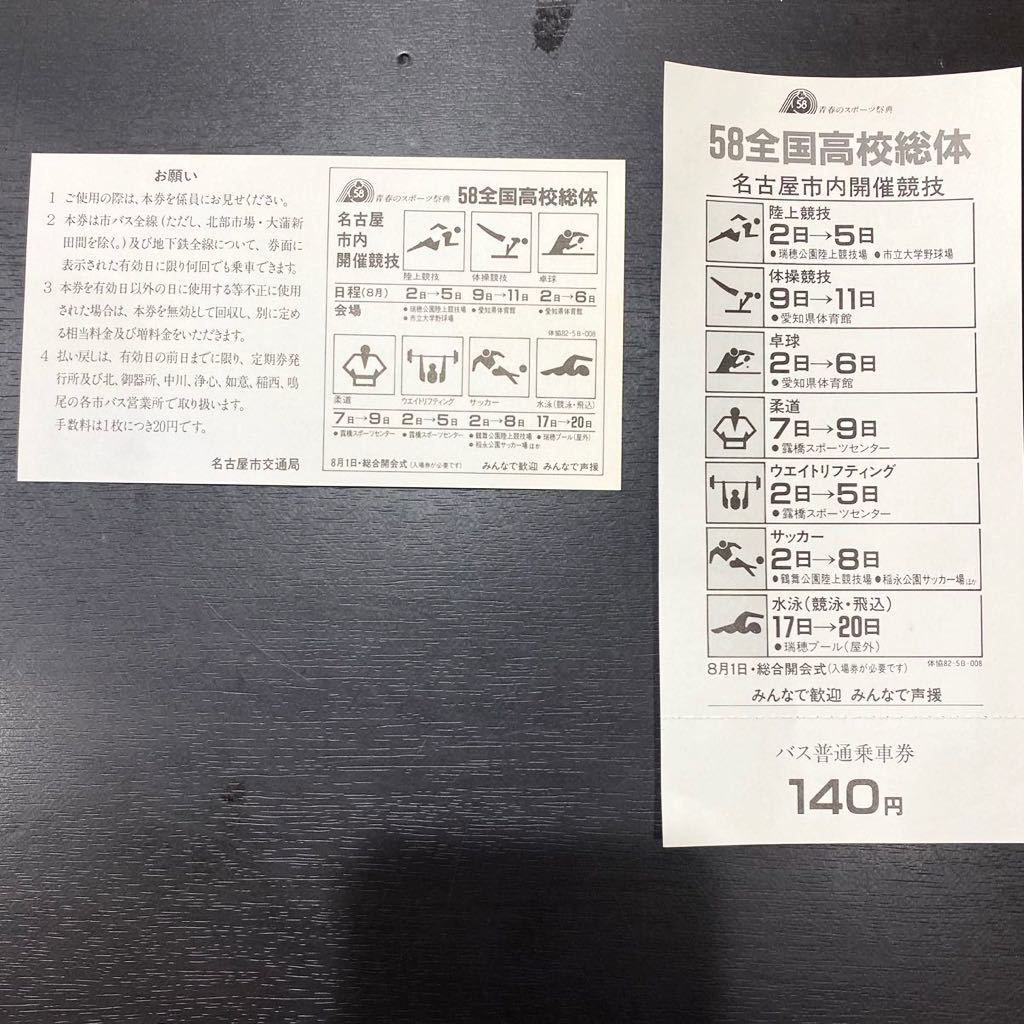 お願い
1 ご使用の際は、本券を係員にお見せください。
2 本券は市バス全線(ただし、北部市場・大蒲新
田間を除く。)及び地下鉄全線について、券面に
表示された有効日に限り何回でも乗車できます。
3 本券を有効日以外の日に使用する等不正に使用
された場合は、本券を無効として回収し、別に定め
る相当料金及び増料金をいただきます。
4 払い戻しは、有効日の前日までに限り、定期券発
行所及び北、御器所、中川、浄心、如意、稲西、鳴
尾の各市バス営業所で取り扱います。
手数料は1枚につき20円です。
名古屋市交通局
58 青春のスポーツ祭典 58全国高校総体
名古屋
市内
開催競技
陸上競技 体操競技 卓球
日程(8月) 2日→5日 9日→11日 2日→6日
会場 ●瑞穂公園陸上競技場 ●愛知県体育館 ●愛知県体育館
●市立大学野球場
体協82-5B-008
柔道 ウエイトリフティング サッカー 水泳(競泳・飛込)
7日→9日 2日→5日 2日→8日 17日→20日
●露橋スポーツセンター ●露橋スポーツセンター ●鶴舞公園陸上競技場 ●瑞穂プール(屋外)
●稲永公園サッカー場ほか
8月1日・総合開会式(入場券が必要です) みんなで歓迎 みんなで声援
58 青春のスポーツ祭典
58全国高校総体
名古屋市内開催競技
陸上競技
2日→5日
●瑞穂公園陸上競技場 ●市立大学野球場
体操競技
9日→11日
●愛知県体育館
卓球
2日→6日
●愛知県体育館
柔道
7日→9日
●露橋スポーツセンター
ウエイトリフティング
2日→5日
●露橋スポーツセンター
サッカー
2日→8日
●鶴舞公園陸上競技場 ●稲永公園サッカー場ほか
水泳(競泳・飛込)
17日→20日
●瑞穂プール(屋外)
8月1日・総合開会式(入場券が必要です) 体協82-5B-008
みんなで歓迎 みんなで声援
バス普通乗車券
140円